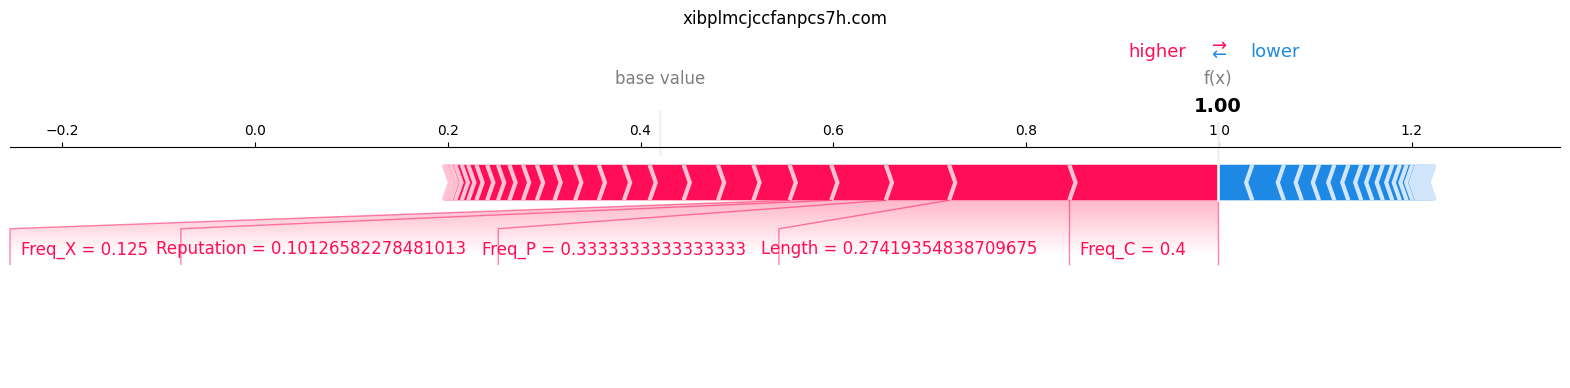 xibplmcjccfanpcs7h.com
higher ⇄ lower
base value f(x)
1.00
−0.2 0.0 0.2 0.4 0.6 0.8 1.0 1.2
Freq_X = 0.125 Reputation = 0.10126582278481013 Freq_P = 0.3333333333333333 Length = 0.27419354838709675 Freq_C = 0.4